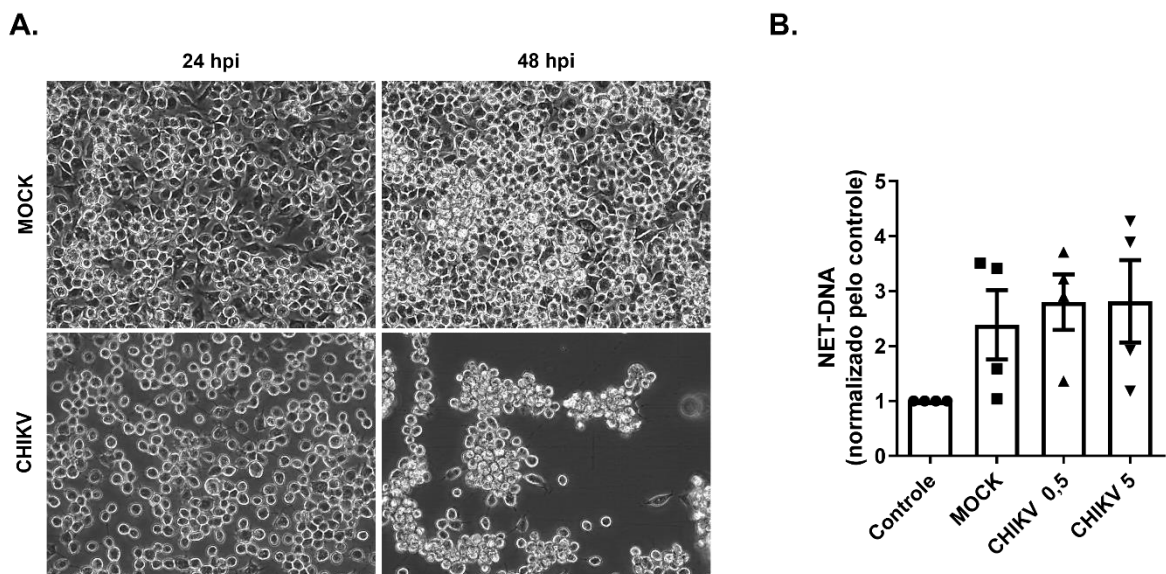 A.
B.
24 hpi
48 hpi
MOCK
CHIKV
NET-DNA
(normalizado pelo controle)
5
4
3
2
1
0
Controle
MOCK
CHIKV 0,5
CHIKV 5